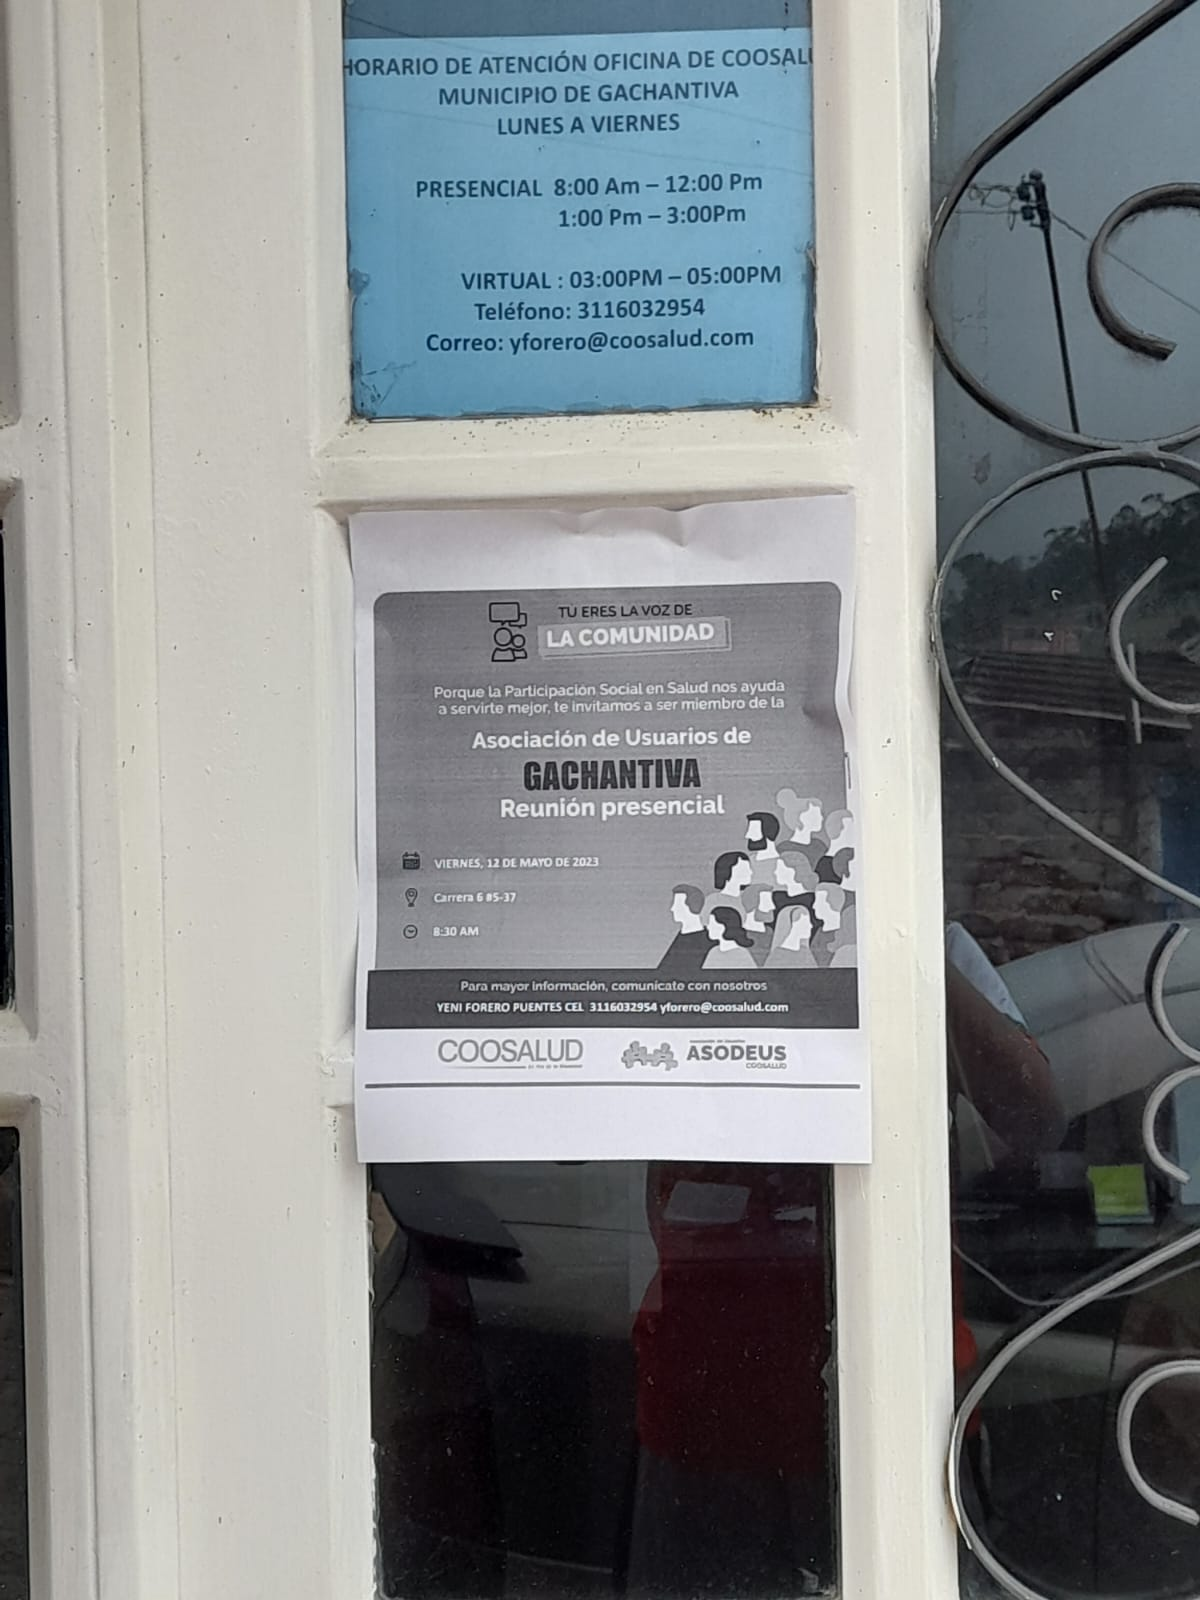 HORARIO DE ATENCIÓN OFICINA DE COOSALU
MUNICIPIO DE GACHANTIVA
LUNES A VIERNES
PRESENCIAL 8:00 Am – 12:00 Pm
1:00 Pm – 3:00Pm
VIRTUAL : 03:00PM – 05:00PM
Teléfono: 3116032954
Correo: yforero@coosalud.com
TÚ ERES LA VOZ DE
LA COMUNIDAD
Porque la Participación Social en Salud nos ayuda
a servirte mejor, te invitamos a ser miembro de la
Asociación de Usuarios de
GACHANTIVA
Reunión presencial
VIERNES, 12 DE MAYO DE 2023
Carrera 6 #5-37
8:30 AM
Para mayor información, comunícate con nosotros
YENI FORERO PUENTES CEL 3116032954 yforero@coosalud.com
COOSALUD
ASODEUS
COOSALUD